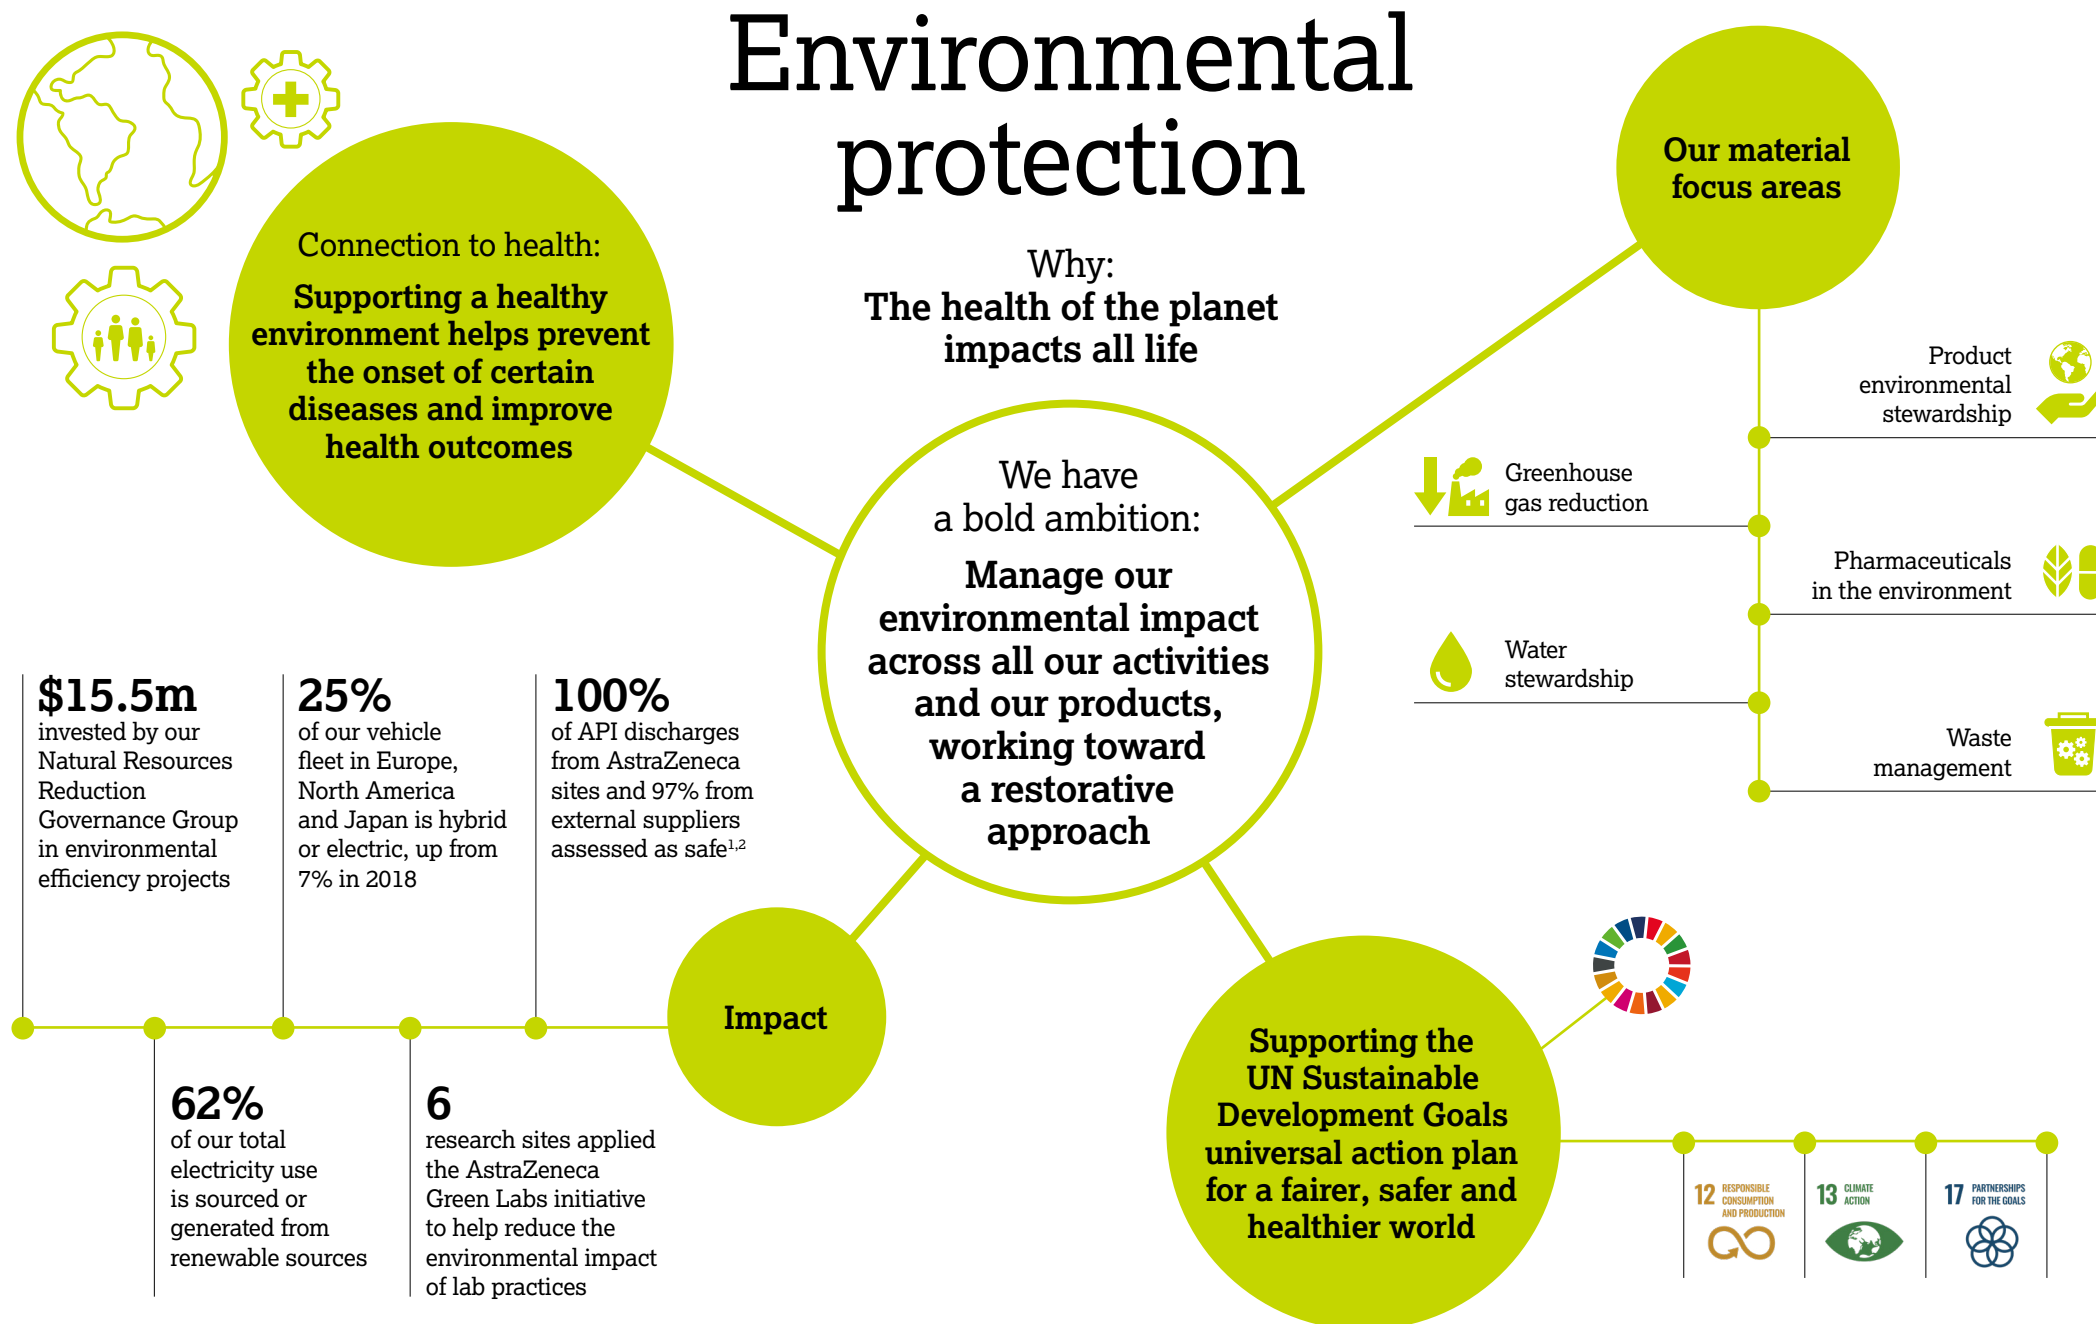 Environmental
protection
Why:
The health of the planet
impacts all life
Connection to health:
Supporting a healthy
environment helps prevent
the onset of certain
diseases and improve
health outcomes
We have
a bold ambition:
Manage our
environmental impact
across all our activities
and our products,
working toward
a restorative
approach
Our material
focus areas
Product
environmental
stewardship
Greenhouse
gas reduction
Pharmaceuticals
in the environment
Water
stewardship
Waste
management
$15.5m
invested by our
Natural Resources
Reduction
Governance Group
in environmental
efficiency projects
25%
of our vehicle
fleet in Europe,
North America
and Japan is hybrid
or electric, up from
7% in 2018
100%
of API discharges
from AstraZeneca
sites and 97% from
external suppliers
assessed as safe1,2
Impact
62%
of our total
electricity use
is sourced or
generated from
renewable sources
6
research sites applied
the AstraZeneca
Green Labs initiative
to help reduce the
environmental impact
of lab practices
Supporting the
UN Sustainable
Development Goals
universal action plan
for a fairer, safer and
healthier world
12 RESPONSIBLE
CONSUMPTION
AND PRODUCTION
13 CLIMATE
ACTION
17 PARTNERSHIPS
FOR THE GOALS